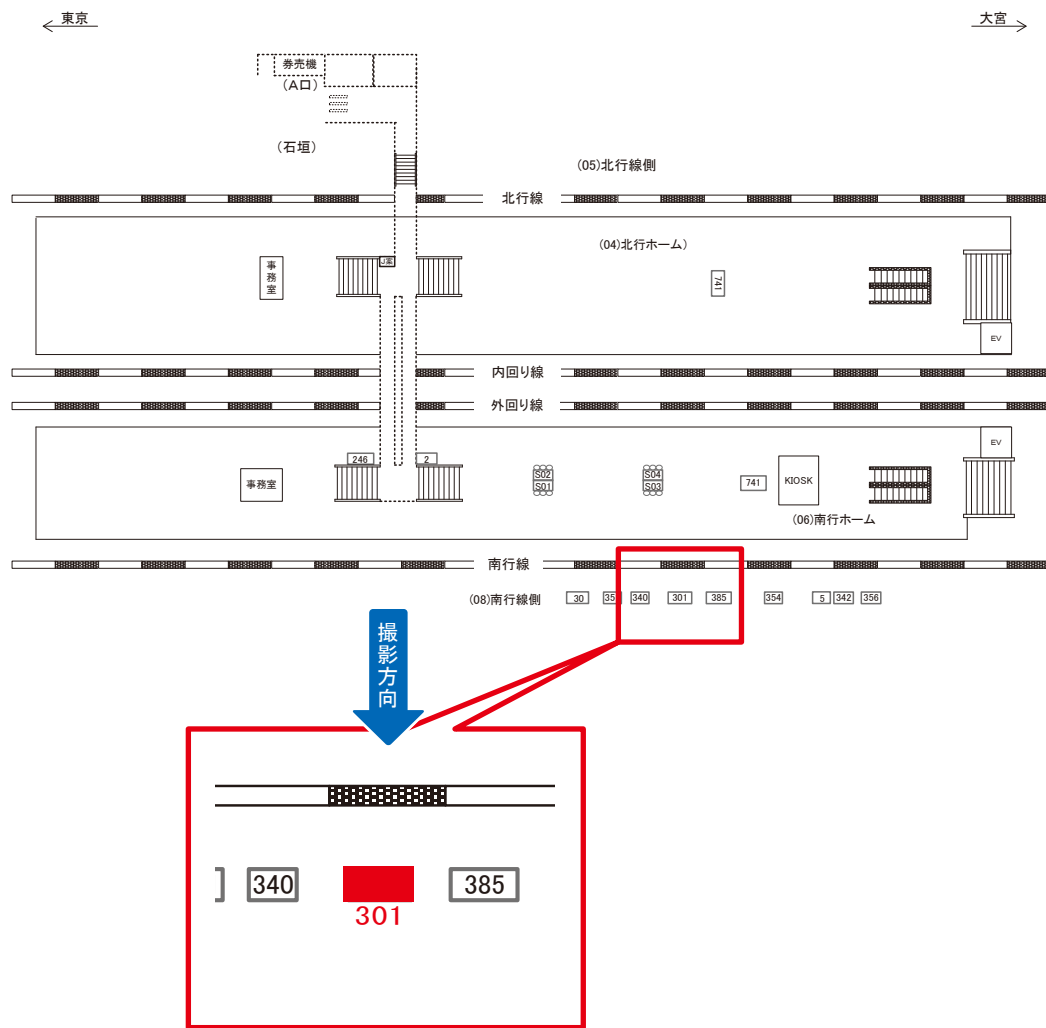 東京
大宮
券売機
(A口)
(石垣)
(05)北行線側
北行線
(04)北行ホーム)
事務室
J薬
741
EV
内回り線
外回り線
EV
246
2
事務室
S02
S01
S04
S03
741
KIOSK
(06)南行ホーム
南行線
(08)南行線側
30
35
340
301
385
354
5
342
356
撮影方向
340
301
385